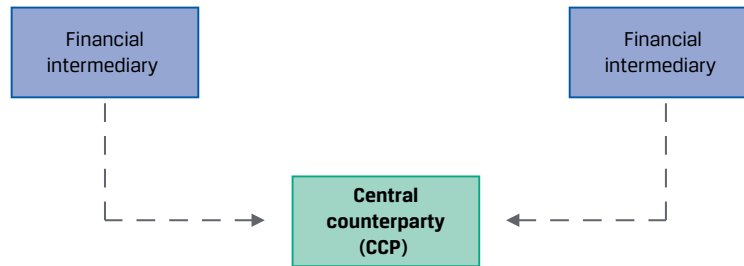 Financial
intermediary
Financial
intermediary
Central
counterparty
(CCP)